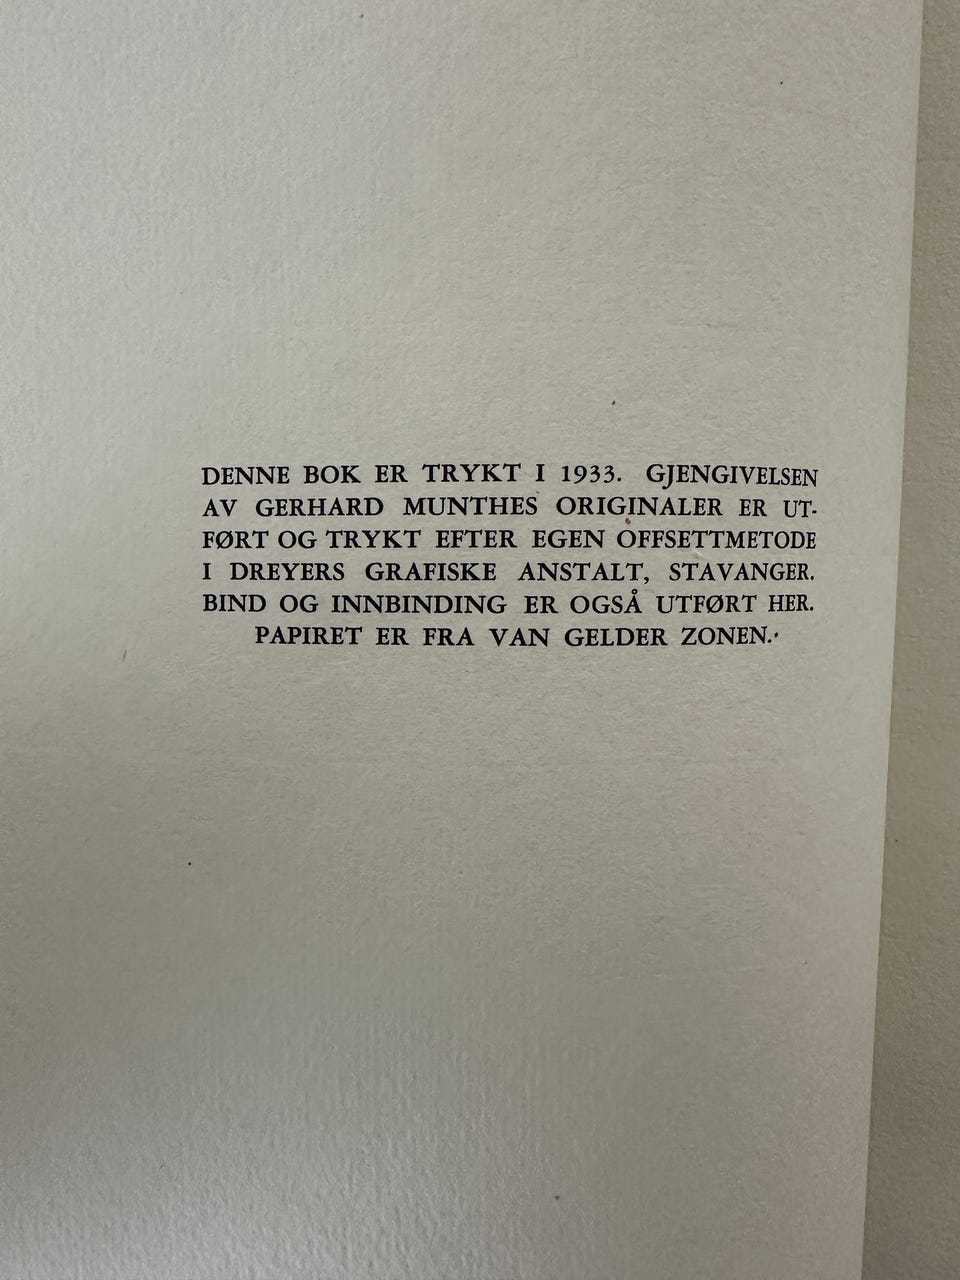 DENNE BOK ER TRYKT I 1933. GJENGIVELSEN
AV GERHARD MUNTHES ORIGINALER ER UT-
FØRT OG TRYKT EFTER EGEN OFFSETTMETODE
I DREYERS GRAFISKE ANSTALT, STAVANGER.
BIND OG INNBINDING ER OGSÅ UTFØRT HER.
PAPIRET ER FRA VAN GELDER ZONEN.